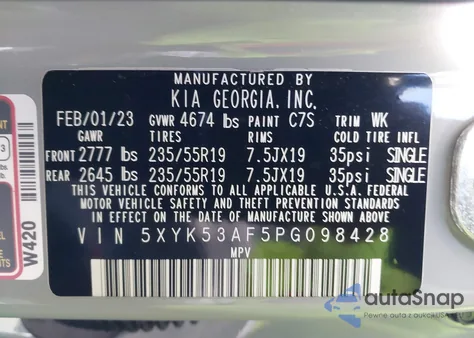 MANUFACTURED BY
KIA GEORGIA, INC.
FEB/01/23 GVWR 4674 lbs PAINT C7S TRIM WK
GAWR TIRES RIMS COLD TIRE INFL
FRONT 2777 lbs 235/55R19 7.5JX19 35psi SINGLE
REAR 2645 lbs 235/55R19 7.5JX19 35psi SINGLE
THIS VEHICLE CONFORMS TO ALL APPLICABLE U.S.A. FEDERAL
MOTOR VEHICLE SAFETY AND THEFT PREVENTION STANDARDS
IN EFFECT ON THE DATE OF MANUFACTURE SHOWN ABOVE.
VIN 5XYK53AF5PG098428
MPV
W420
autoSnap